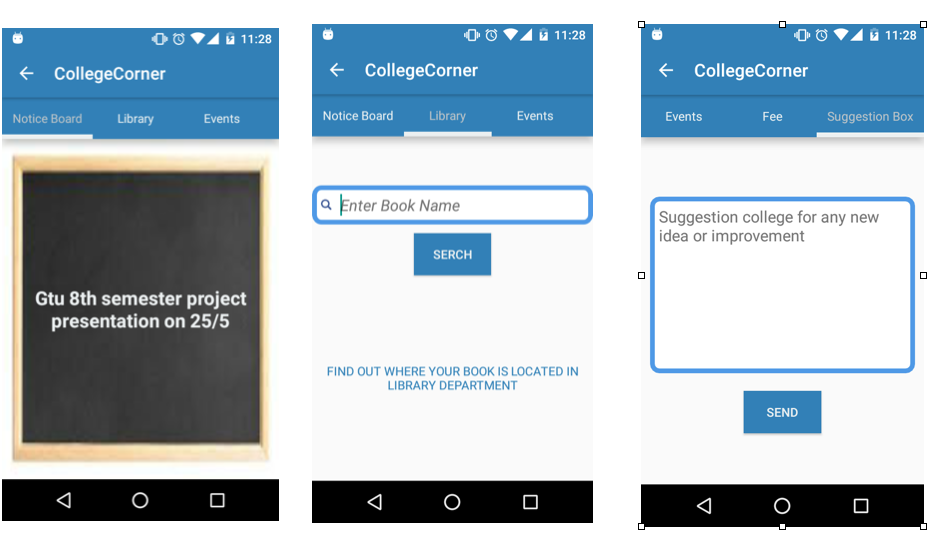 11:28
CollegeCorner
Notice Board Library Events
Gtu 8th semester project
presentation on 25/5
11:28
CollegeCorner
Notice Board Library Events
Enter Book Name
SERCH
FIND OUT WHERE YOUR BOOK IS LOCATED IN
LIBRARY DEPARTMENT
11:28
CollegeCorner
Events Fee Suggestion Box
Suggestion college for any new
idea or improvement
SEND